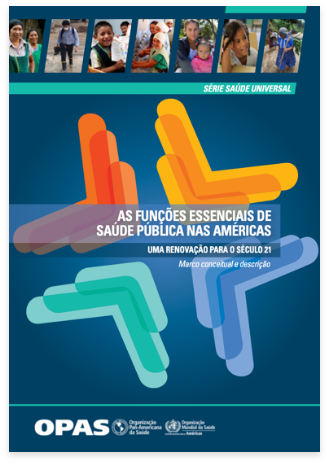 SÉRIE SAÚDE UNIVERSAL
AS FUNÇÕES ESSENCIAIS DE
SAÚDE PÚBLICA NAS AMÉRICAS
UMA RENOVAÇÃO PARA O SÉCULO 21
Marco conceitual e descrição
OPAS
Organização
Pan-Americana
da Saúde
Organização
Mundial da Saúde
Américas